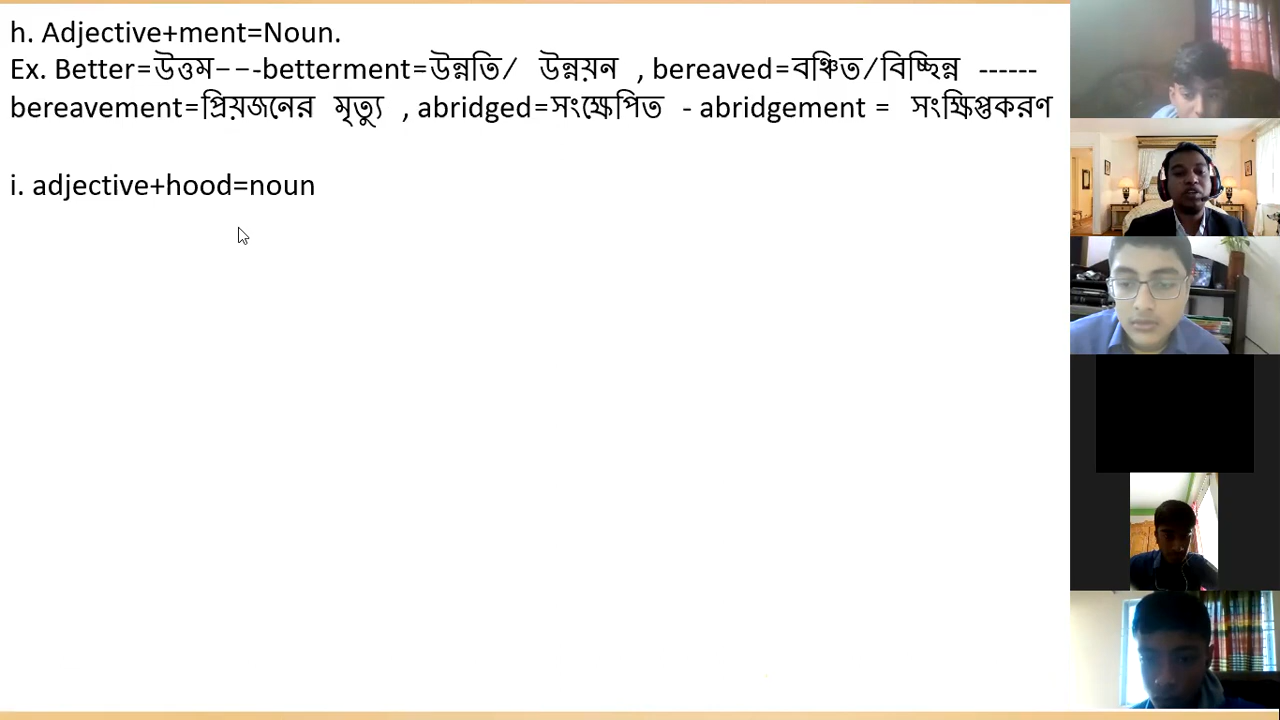 h. Adjective+ment=Noun.
Ex. Better=উত্তম–––betterment=উন্নতি/ উন্নয়ন , bereaved=বঞ্চিত/বিচ্ছিন্ন ------
bereavement=প্রিয়জনের মৃত্যু , abridged=সংক্ষেপিত - abridgement = সংক্ষিপ্তকরণ
i. adjective+hood=noun